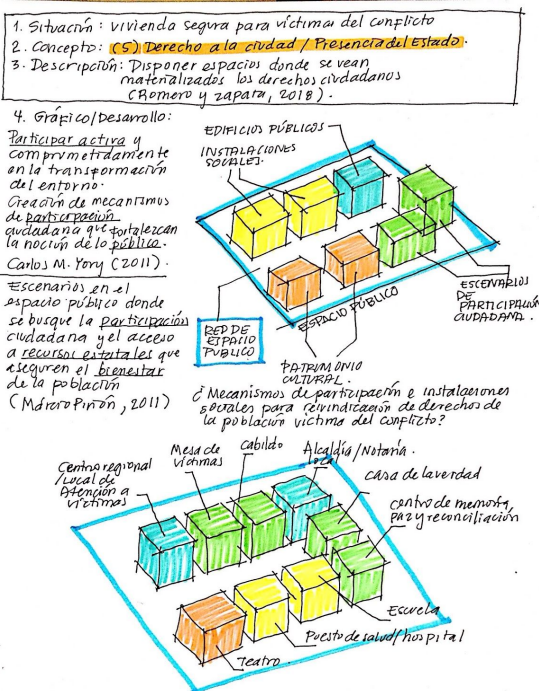 1. Situación: vivienda segura para víctimas del conflicto
2. Concepto: (5) Derecho a la ciudad / Presencia del Estado.
3. Descripción: Disponer espacios donde se vean
materializados los derechos ciudadanos
(Romero y zapata, 2018).
4. Gráfico/Desarrollo:
Participar activa y
comprometidamente
en la transformación
del entorno.
Creación de mecanismos
de participación
ciudadana que fortalezcan
la noción de lo público.
Carlos M. Yory (2011).
Escenarios en el
espacio público donde
se busque la participación
ciudadana y el acceso
a recursos estatales que
aseguren el bienestar
de la población
(Márcio Piñón, 2011)
EDIFICIOS PÚBLICOS
INSTALACIONES
SOCIALES.
ESCENARIOS
DE
PARTICIPACIÓN
CIUDADANA.
ESPACIO PÚBLICO
RED DE
ESPACIO
PUBLICO
PATRIMONIO
CULTURAL.
¿Mecanismos de participación e instalaciones
sociales para reivindicación de derechos de
la población víctima del conflicto?
Centro regional
/Local de
Atención a
víctimas
Mesa de
víctimas
Cabildo
Alcaldía/Notaría.
local
casa de la verdad
centro de memoria,
paz y reconciliación
Escuela
Puesto de salud/hospital
Teatro.